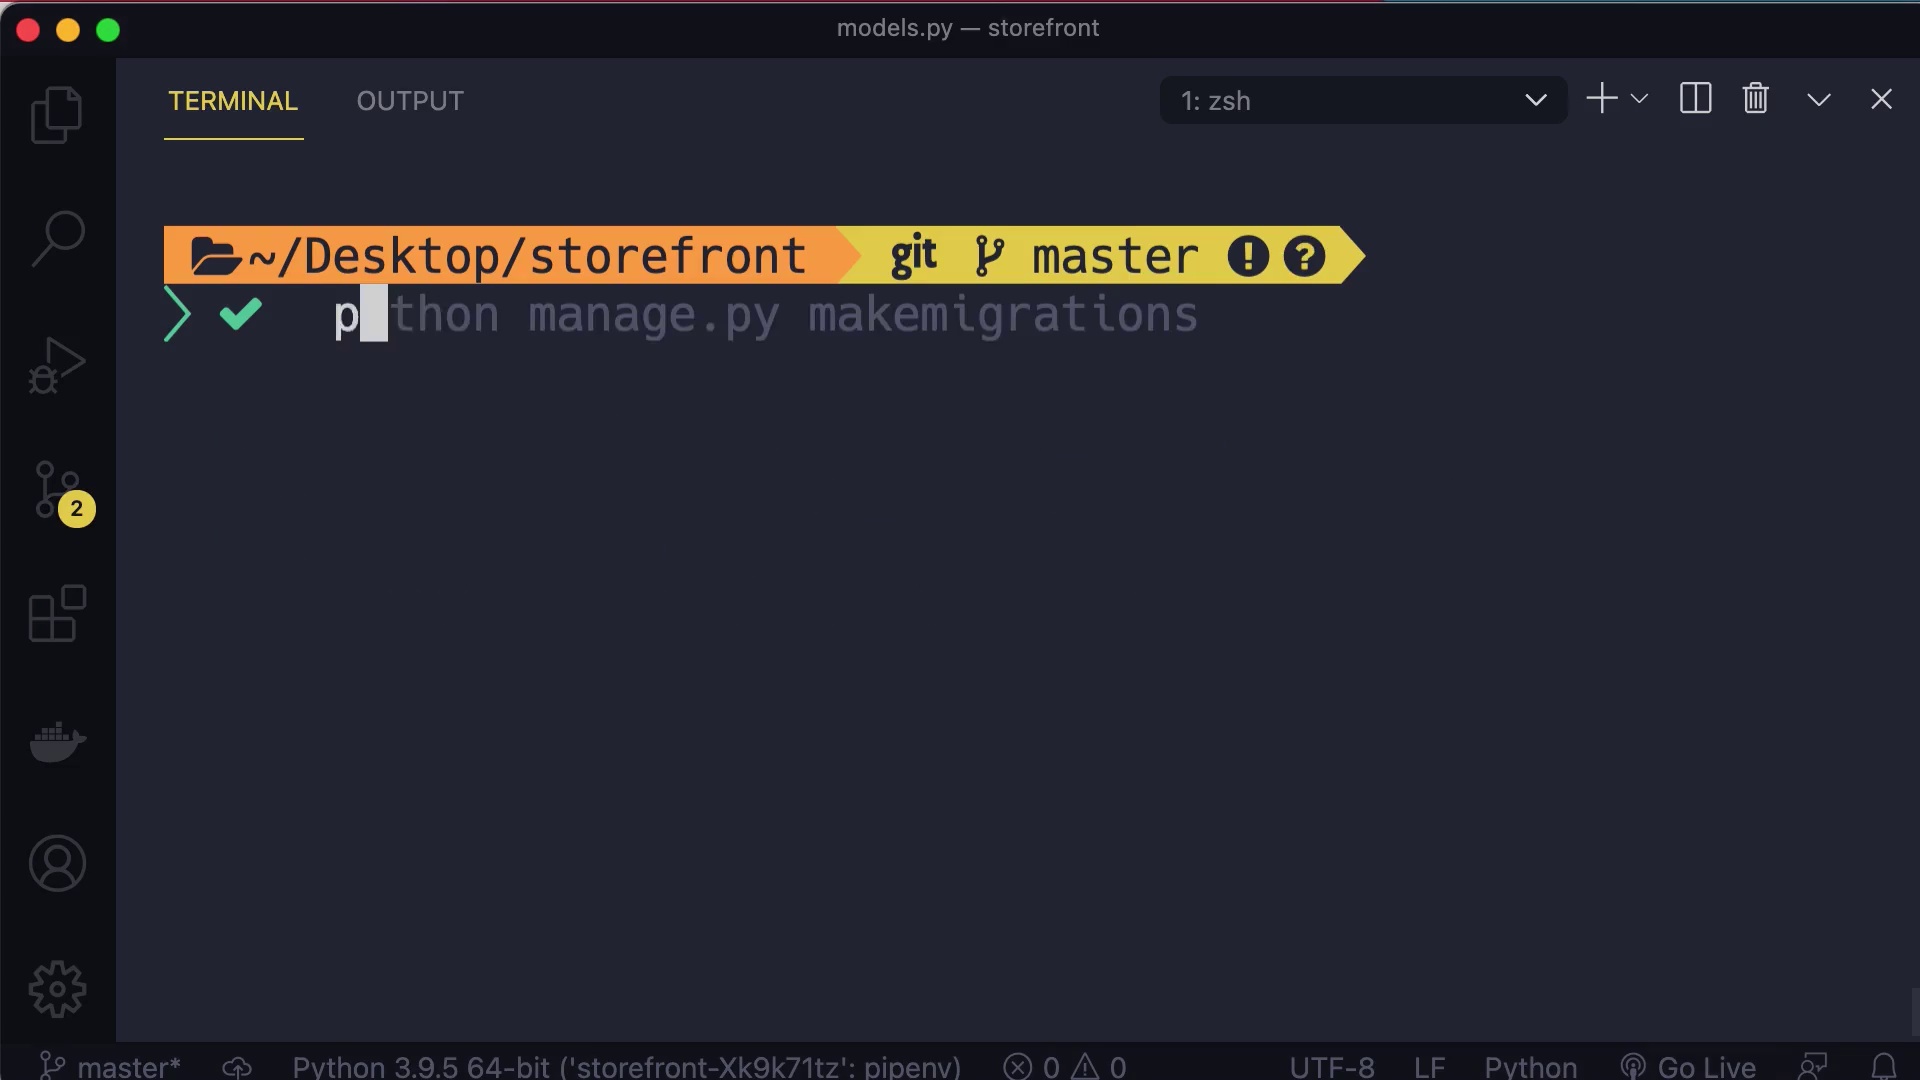 models.py — storefront
TERMINAL OUTPUT 1: zsh
~/Desktop/storefront git master ! ?
p thon manage.py makemigrations
2
master* Python 3.9.5 64-bit ('storefront-Xk9k71tz': pipenv) 0 0 UTF-8 LF Python Go Live